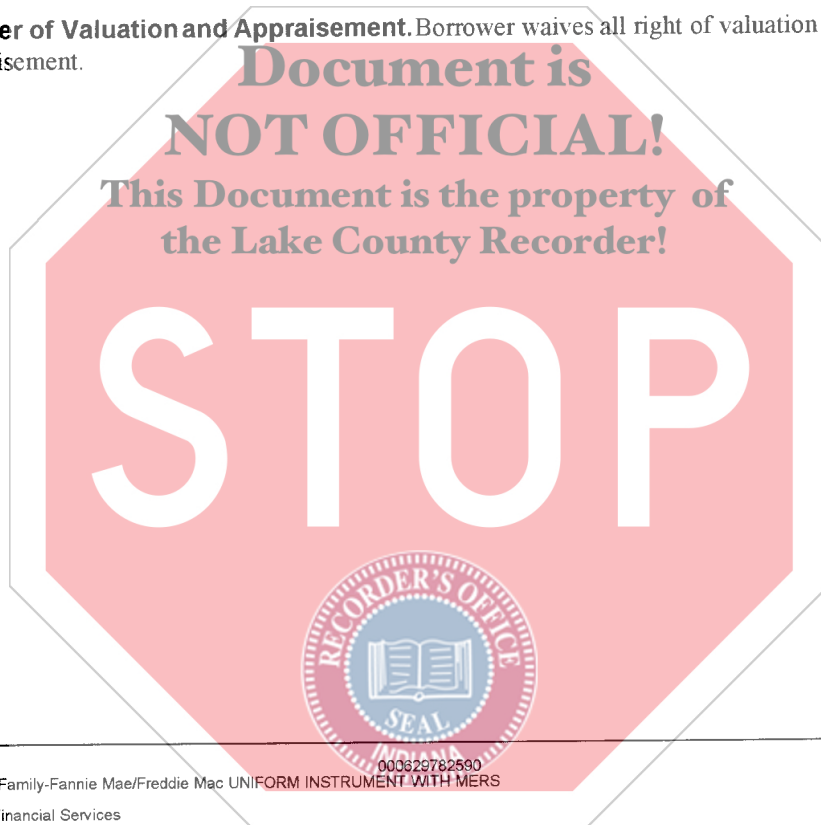 er of Valuation and Appraisement. Borrower waives all right of valuation
isement.
Document is
NOT OFFICIAL!
This Document is the property of
the Lake County Recorder!
STOP
RECORDER'S OFFICE
SEAL
INDIANA
000629782590
Family-Fannie Mae/Freddie Mac UNIFORM INSTRUMENT WITH MERS
inancial Services